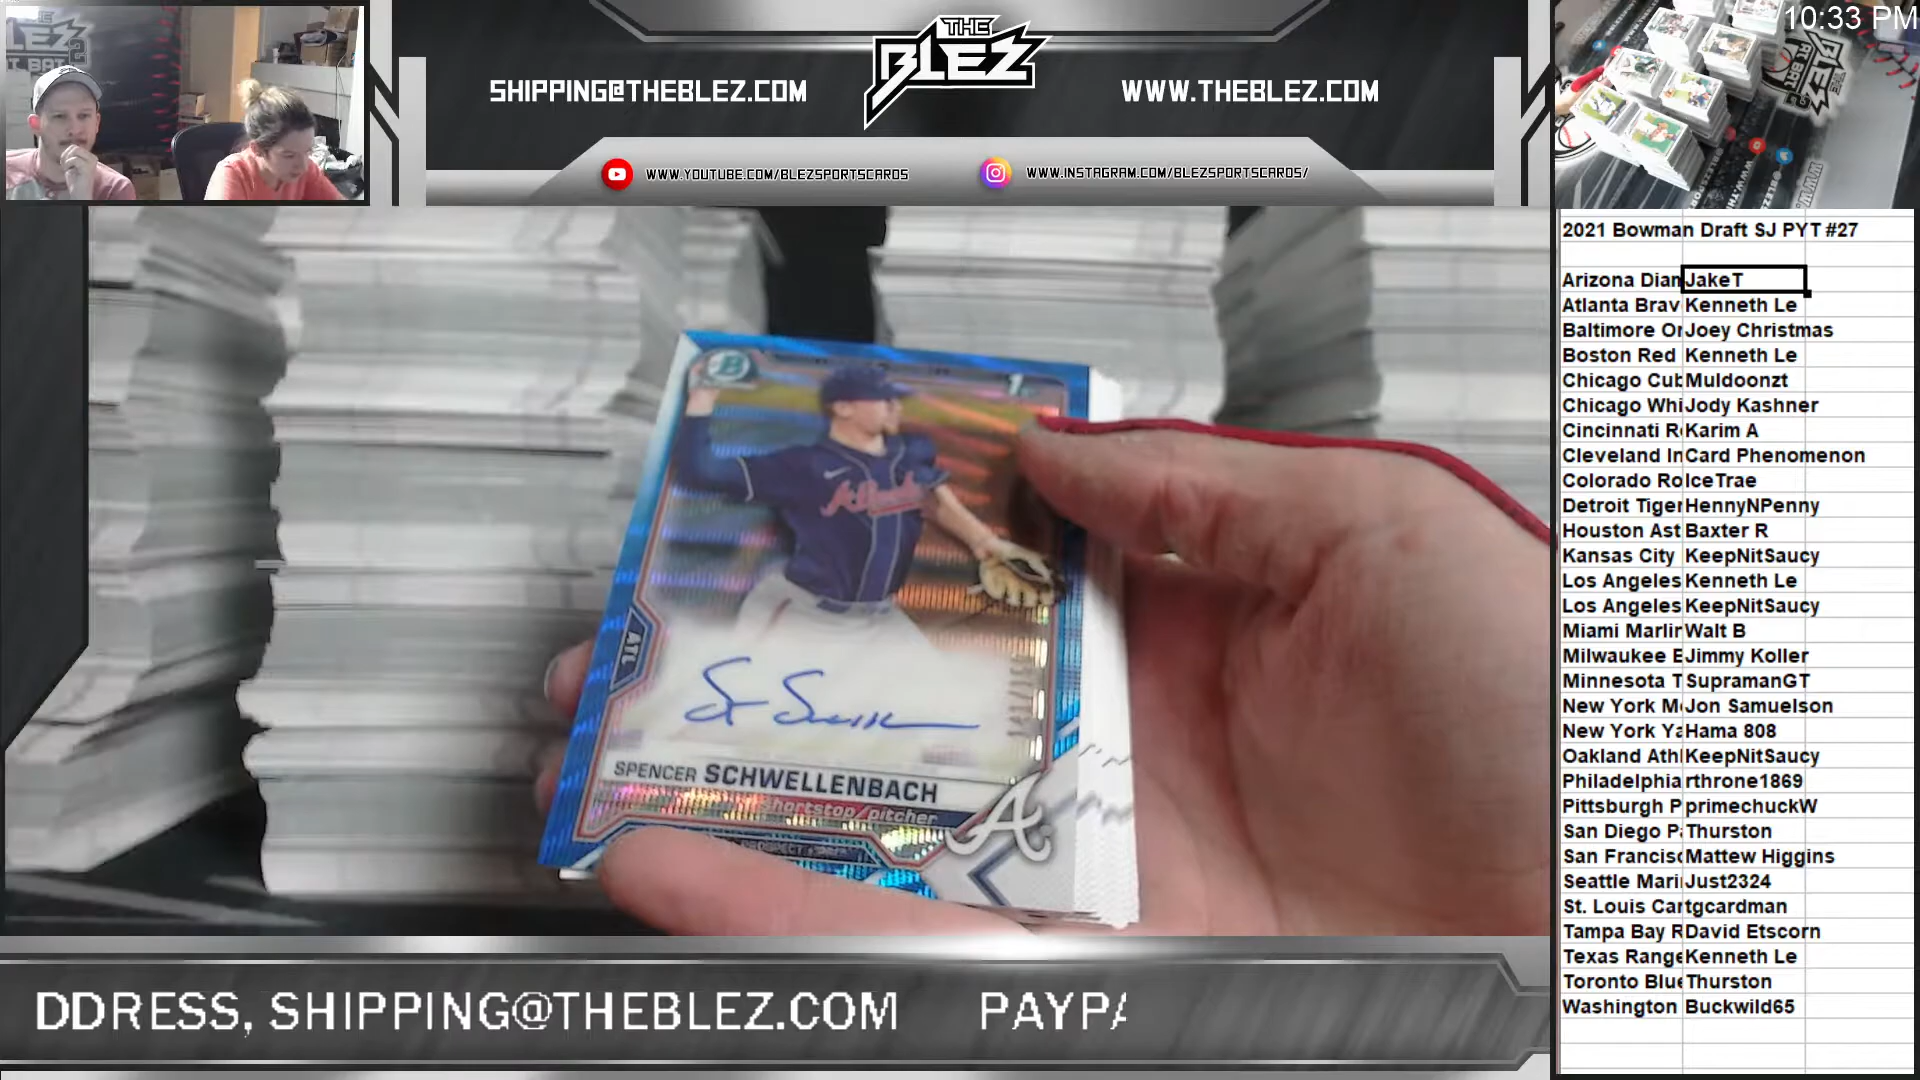 10:33 PM
THE
BLEZ
SHIPPING@THEBLEZ.COM
WWW.THEBLEZ.COM
WWW.YOUTUBE.COM/BLEZSPORTSCARDS
WWW.INSTAGRAM.COM/BLEZSPORTSCARDS/
2021 Bowman Draft SJ PYT #27
Arizona Dian JakeT
Atlanta Brav Kenneth Le
Baltimore Or Joey Christmas
Boston Red Kenneth Le
Chicago Cub Muldoonzt
Chicago Whi Jody Kashner
Cincinnati Re Karim A
Cleveland In Card Phenomenon
Colorado Ro IceTrae
Detroit Tiger HennyNPenny
Houston Ast Baxter R
Kansas City KeepNitSaucy
Los Angeles Kenneth Le
Los Angeles KeepNitSaucy
Miami Marlin Walt B
Milwaukee B Jimmy Koller
Minnesota T SupramanGT
New York Me Jon Samuelson
New York Ya Hama 808
Oakland Athl KeepNitSaucy
Philadelphia rthrone1869
Pittsburgh P primechuckW
San Diego Pa Thurston
San Francisc Mattew Higgins
Seattle Mari Just2324
St. Louis Car tgcardman
Tampa Bay R David Etscorn
Texas Range Kenneth Le
Toronto Blue Thurston
Washington Buckwild65
B
1st
ATL
SPENCER SCHWELLENBACH
shortstop/pitcher
A
DDRESS, SHIPPING@THEBLEZ.COM PAYPA